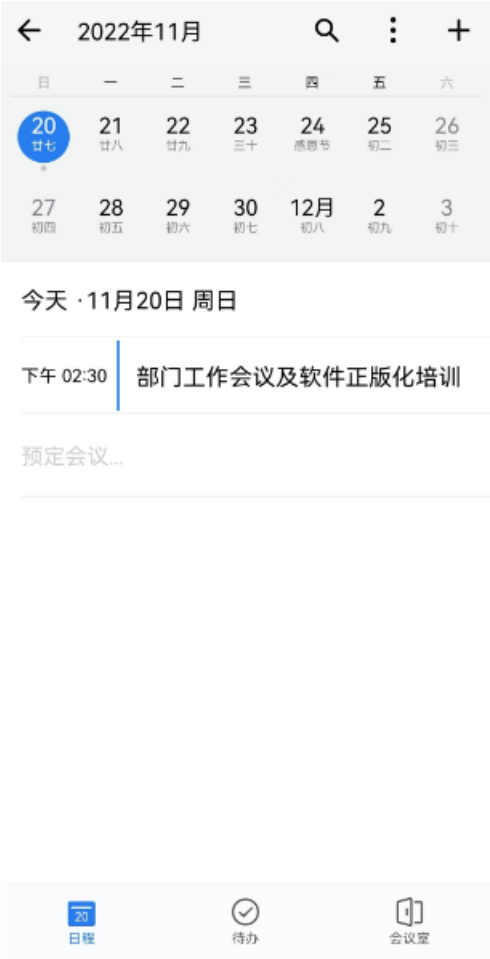 2022年11月
日 一 二 三 四 五 六
20 21 22 23 24 25 26
廿七 廿八 廿九 三十 感恩节 初二 初三
27 28 29 30 12月 2 3
初四 初五 初六 初七 初八 初九 初十
今天 · 11月20日 周日
下午 02:30 部门工作会议及软件正版化培训
预定会议...
20
日程 待办 会议室